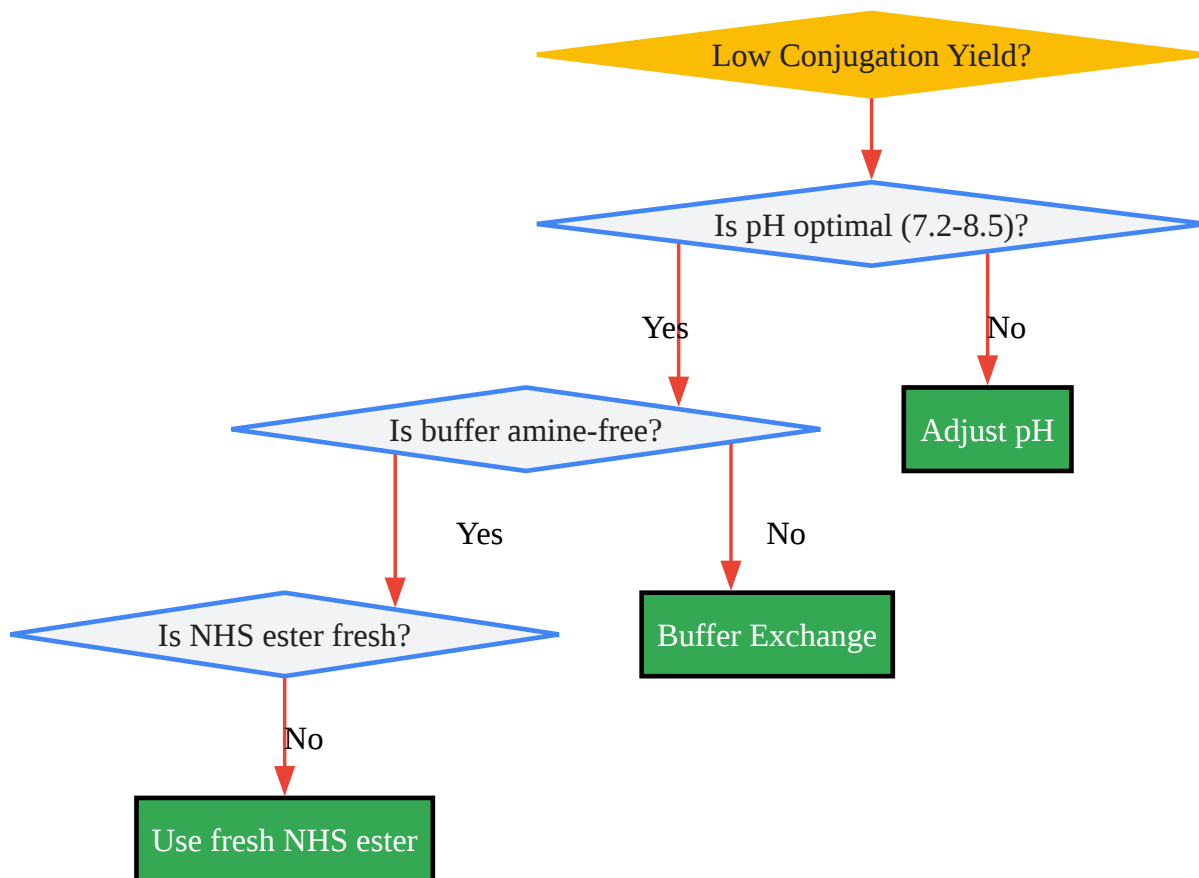 Low Conjugation Yield?
Is pH optimal (7.2-8.5)?
Yes
No
Is buffer amine-free?
Adjust pH
Yes
No
Is NHS ester fresh?
Buffer Exchange
No
Use fresh NHS ester